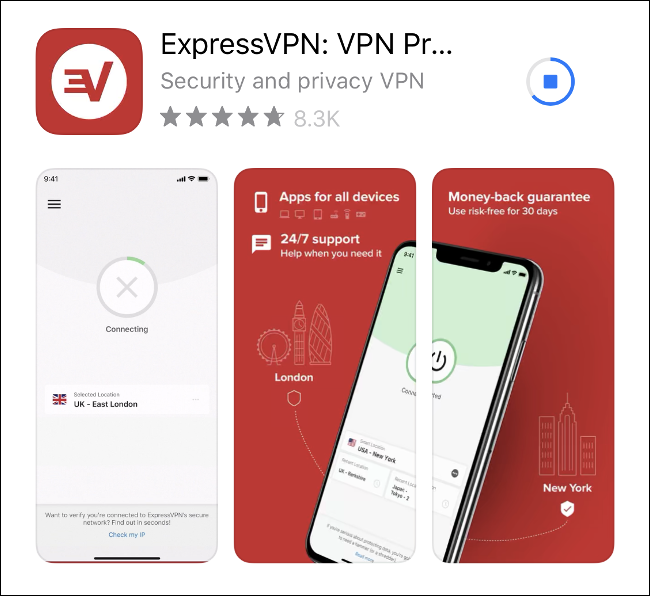 EV
ExpressVPN: VPN Pr...
Security and privacy VPN
8.3K
9:41
Connecting
Selected Location
UK - East London
Want to verify you're connected to ExpressVPN's secure
network? Find out in seconds!
Check my IP
Apps for all devices
24/7 support
Help when you need it
London
9:41
Smart Location
USA - New York
Recent Location
UK - Berkshire
Recent Location
Japan -
Tokyo - 2
Read more
Money-back guarantee
Use risk-free for 30 days
New York